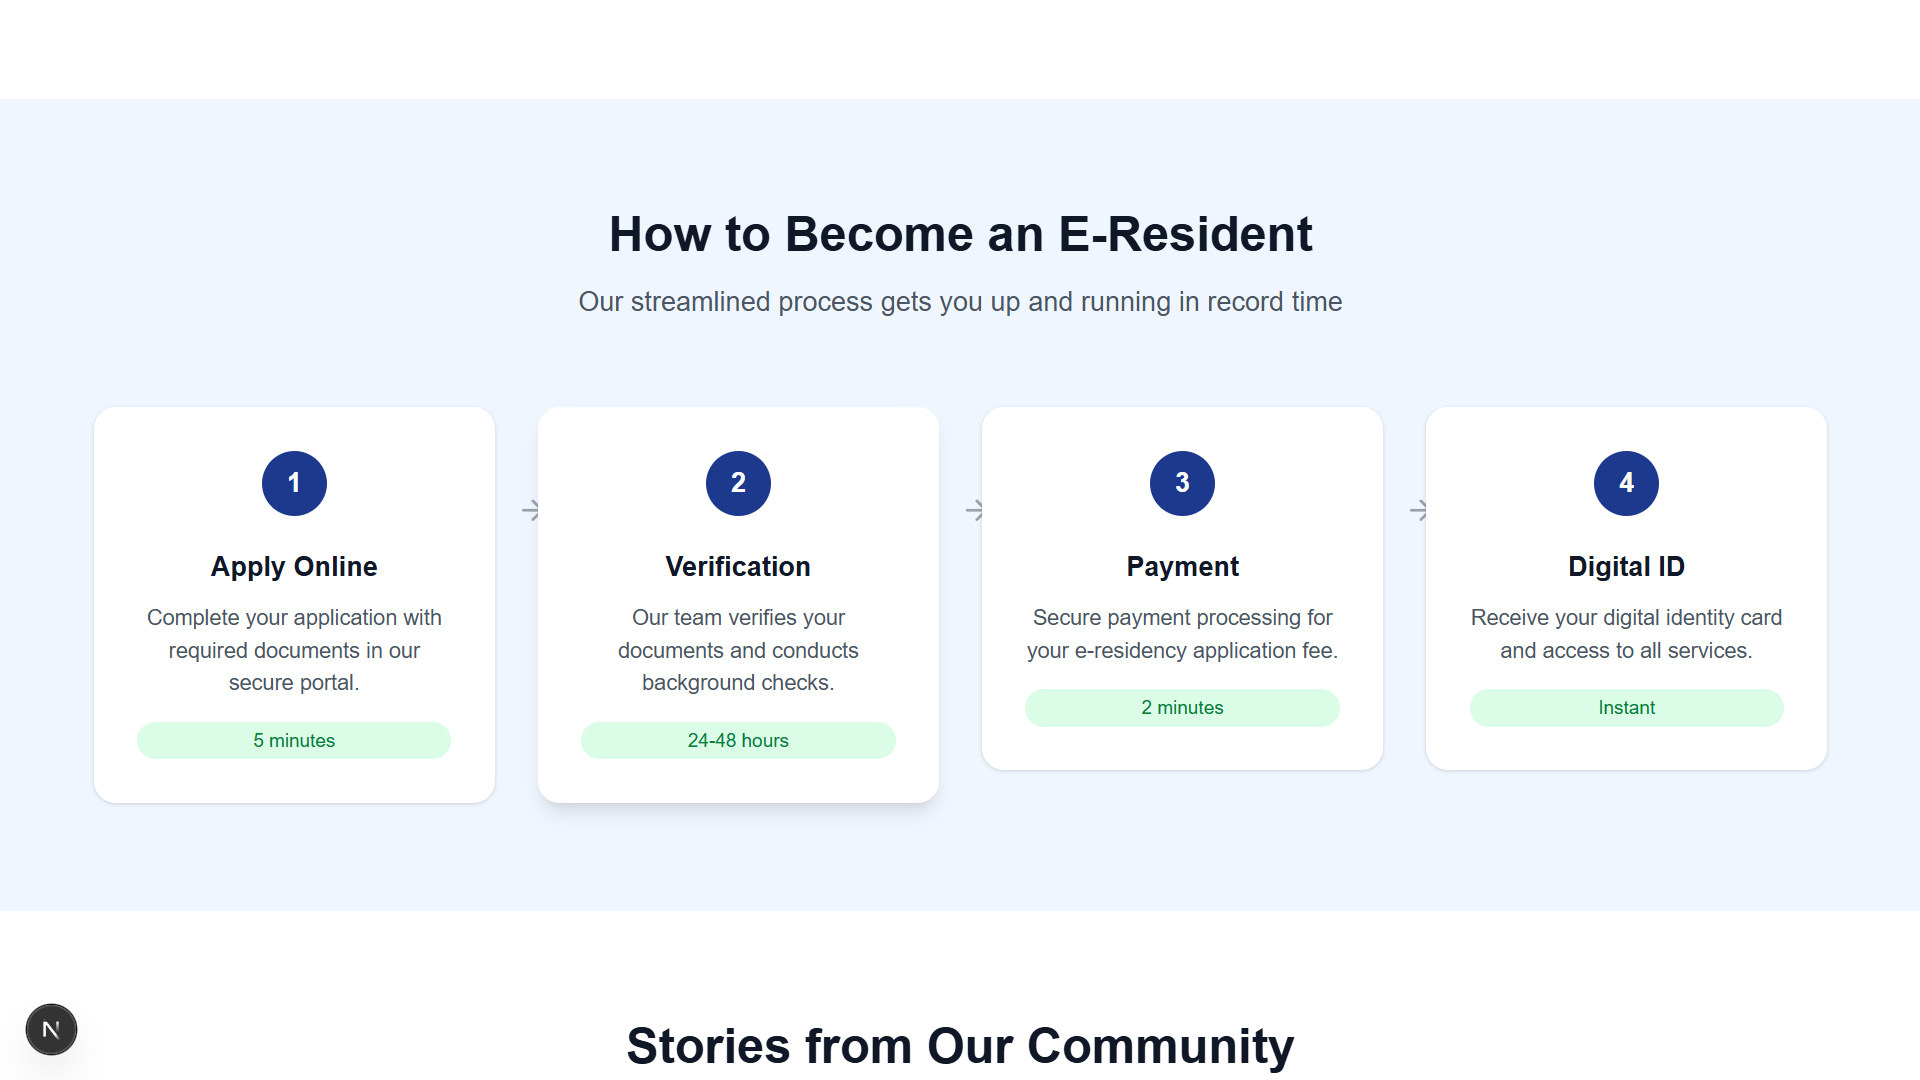 How to Become an E-Resident
Our streamlined process gets you up and running in record time
1
Apply Online
Complete your application with
required documents in our
secure portal.
5 minutes
2
Verification
Our team verifies your
documents and conducts
background checks.
24-48 hours
3
Payment
Secure payment processing for
your e-residency application fee.
2 minutes
4
Digital ID
Receive your digital identity card
and access to all services.
Instant
N
Stories from Our Community